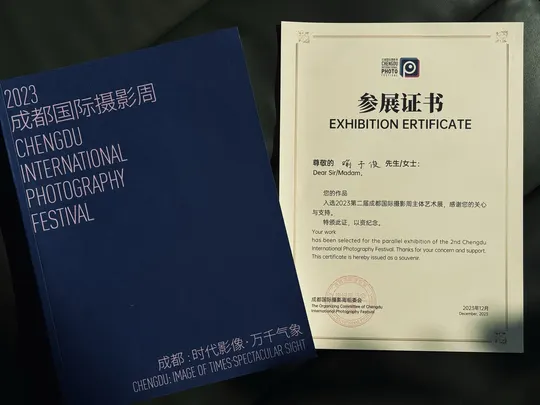 2023
成都国际摄影周
CHENGDU
INTERNATIONAL
PHOTOGRAPHY
FESTIVAL
成都:时代影像·万千气象
CHENGDU: IMAGE OF TIMES·SPECTACULAR SIGHT
CHENGDU
PHOTO
参展证书
EXHIBITION ERTIFICATE
尊敬的 先生/女士:
Dear Sir/Madam,
您的作品
入选2023第二届成都国际摄影周主体艺术展,感谢您的关心
与支持。
特颁此证,以资纪念。
Your work
has been selected for the parallel exhibition of the 2nd Chengdu
International Photography Festival. Thanks for your concern and support.
This certificate is hereby issued as a souvenir.
成都国际摄影周组委会
The Organizing Committee of Chengdu
International Photography Festival
2023年12月
December, 2023